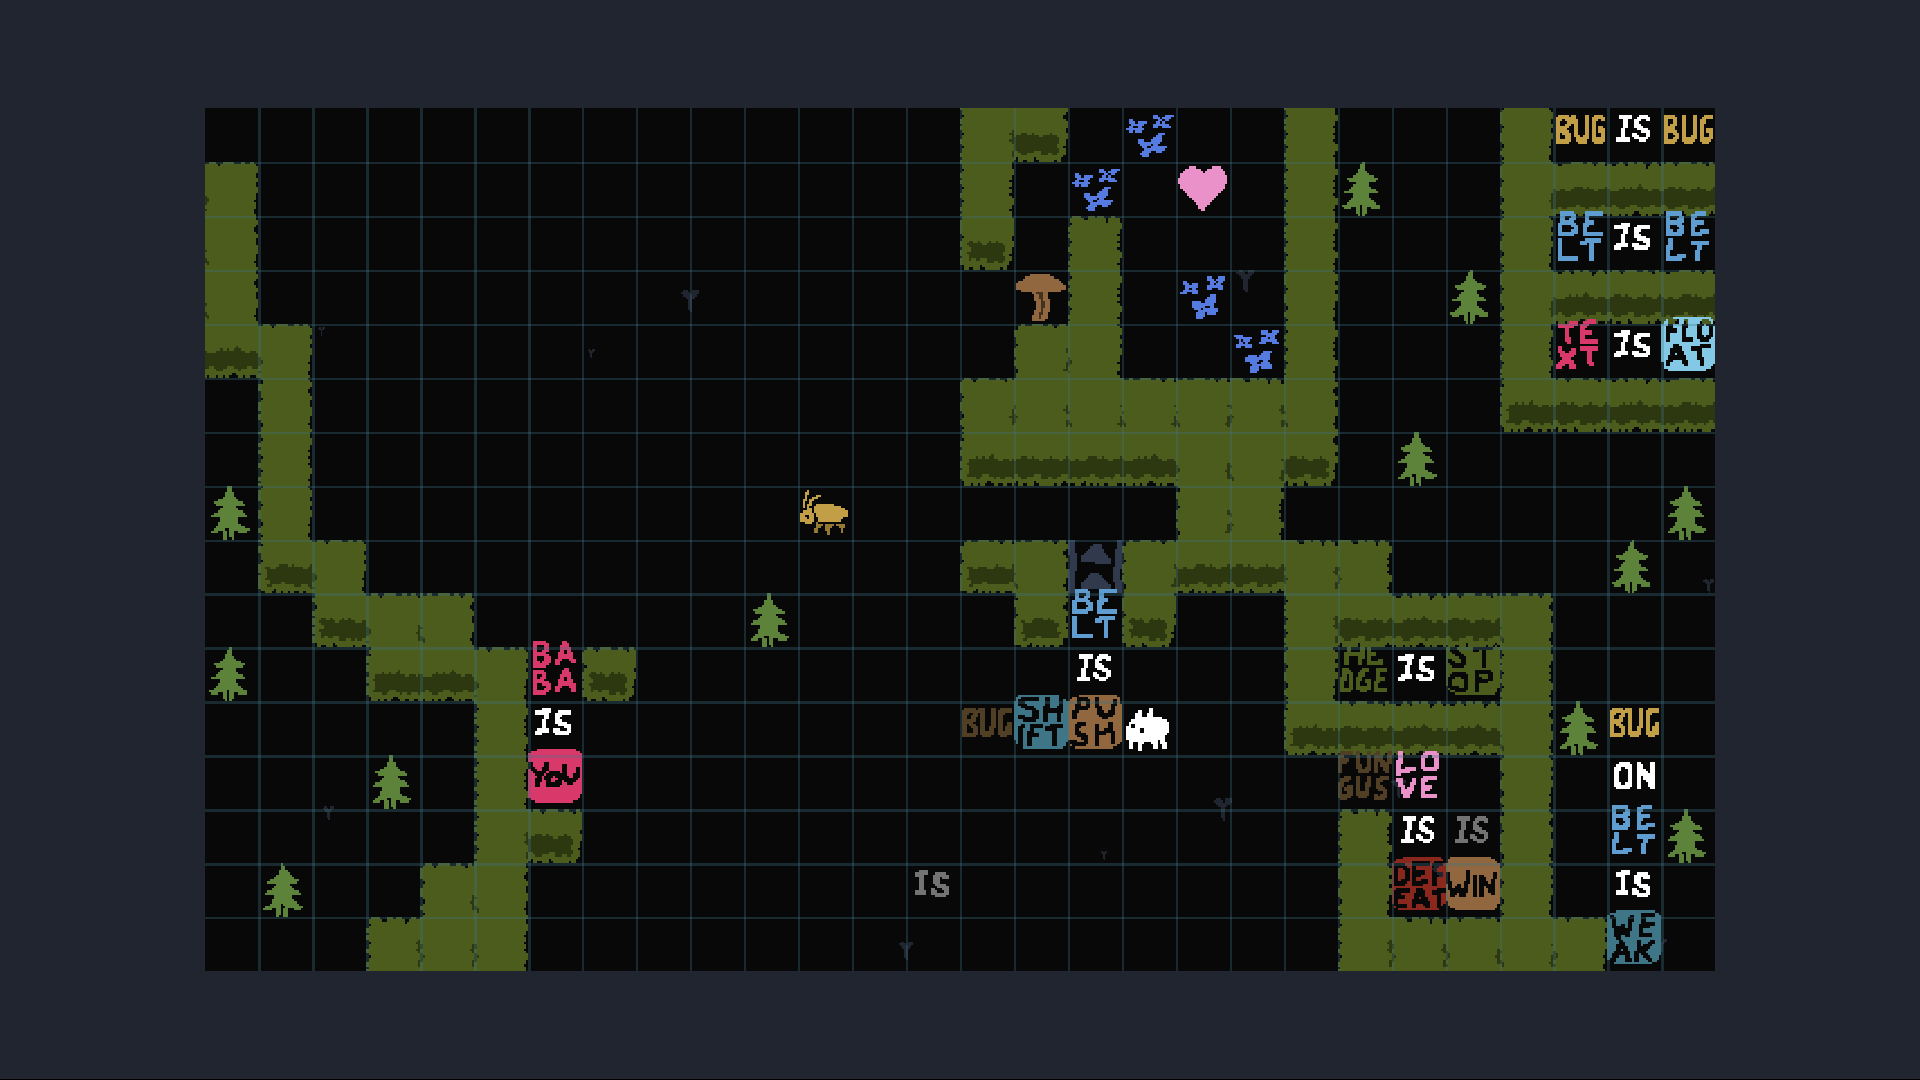 BUG IS BUG
BELT IS BELT
TEXT IS FLOAT
BELT
BABA IS HEDGE IS STOP
IS BUG SHIFT PUSH BUG
YOU FUNGUS LOVE ON
IS IS BELT
IS DEFEAT WIN IS
WEAK